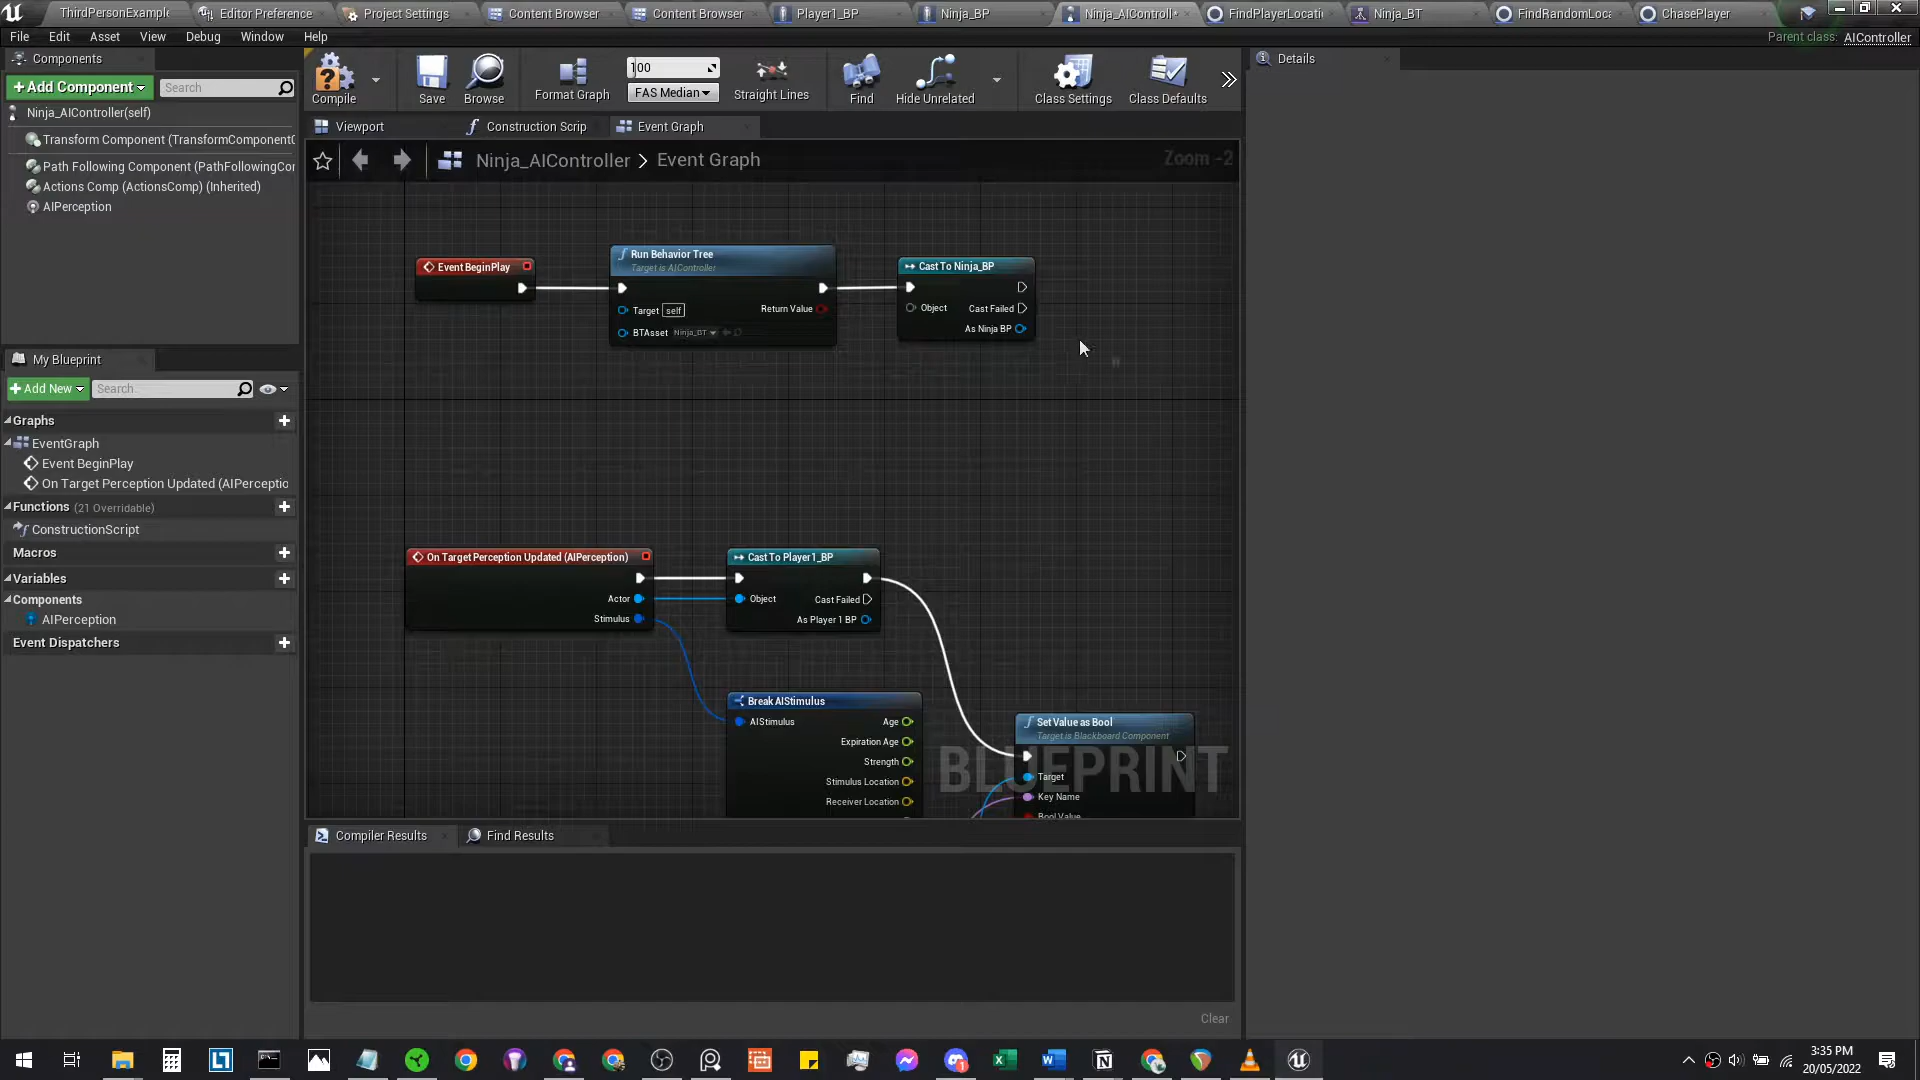 ThirdPersonExample
Editor Preference
Project Settings
Content Browser
Content Browser
Player1_BP
Ninja_BP
Ninja_AIControll
FindPlayerLocati
Ninja_BT
FindRandomLoca
ChasePlayer
File Edit Asset View Debug Window Help
Parent class: AIController
Components
+ Add Component
Search
Ninja_AIController(self)
Transform Component (TransformComponent0
Path Following Component (PathFollowingCor
Actions Comp (ActionsComp) (Inherited)
AIPerception
Compile
Save
Browse
Format Graph
100
FAS Median
Straight Lines
Find
Hide Unrelated
Class Settings
Class Defaults
Details
Viewport
Construction Scrip
Event Graph
Ninja_AIController > Event Graph
Zoom -2
Event BeginPlay
Run Behavior Tree
Target is AIController
Target self
Return Value
BTAsset Ninja_BT
Cast To Ninja_BP
Object
Cast Failed
As Ninja BP
My Blueprint
+ Add New
Search
Graphs
EventGraph
Event BeginPlay
On Target Perception Updated (AIPerceptio
Functions (21 Overridable)
ConstructionScript
Macros
Variables
Components
AIPerception
Event Dispatchers
On Target Perception Updated (AIPerception)
Actor
Stimulus
Cast To Player1_BP
Object
Cast Failed
As Player 1 BP
Break AIStimulus
AIStimulus
Age
Expiration Age
Strength
Stimulus Location
Receiver Location
Set Value as Bool
Target is Blackboard Component
Target
Key Name
Bool Value
BLUEPRINT
Compiler Results
Find Results
Clear
3:35 PM
20/05/2022